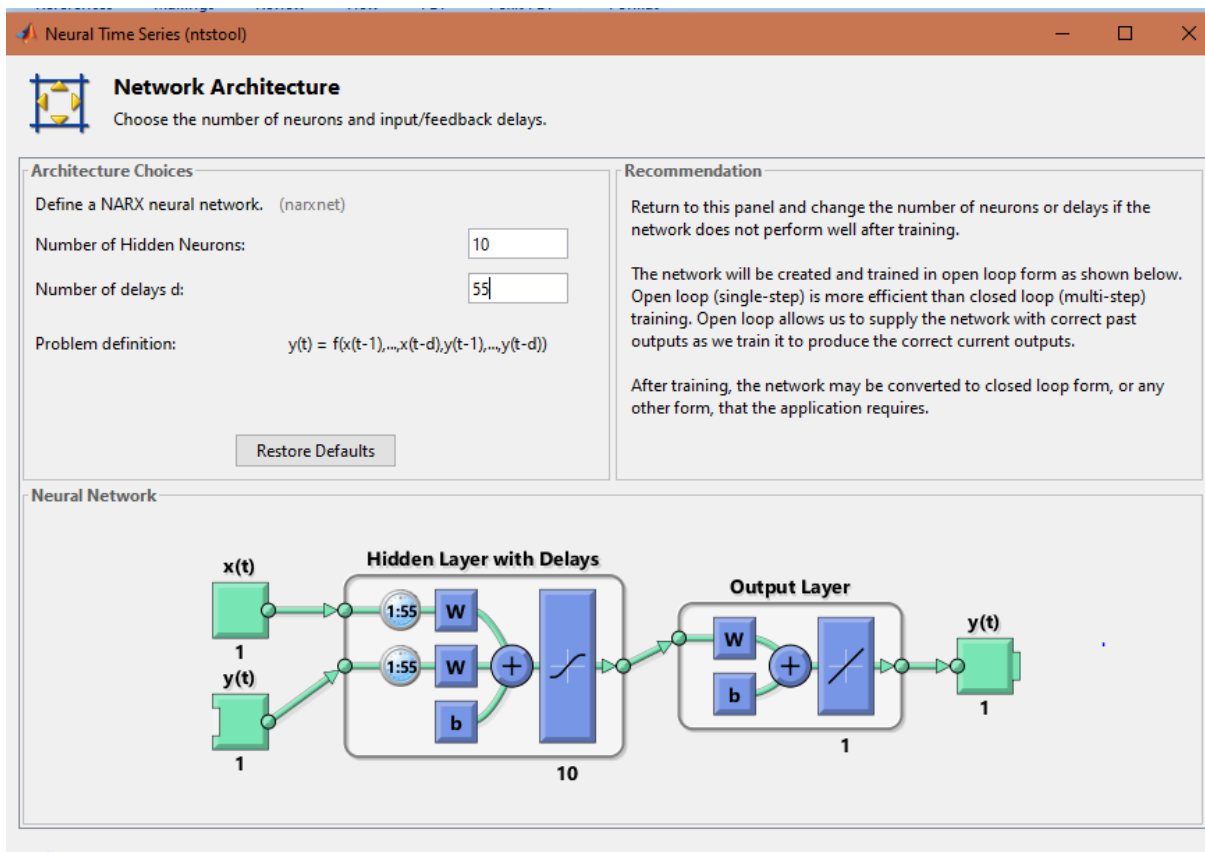 Neural Time Series (ntstool)
Network Architecture
Choose the number of neurons and input/feedback delays.
Architecture Choices
Define a NARX neural network. (narxnet)
Number of Hidden Neurons: 10
Number of delays d: 55
Problem definition: y(t) = f(x(t-1),...,x(t-d),y(t-1),...,y(t-d))
Restore Defaults
Recommendation
Return to this panel and change the number of neurons or delays if the
network does not perform well after training.
The network will be created and trained in open loop form as shown below.
Open loop (single-step) is more efficient than closed loop (multi-step)
training. Open loop allows us to supply the network with correct past
outputs as we train it to produce the correct current outputs.
After training, the network may be converted to closed loop form, or any
other form, that the application requires.
Neural Network
Hidden Layer with Delays
x(t)
1
y(t)
1
1:55
W
1:55
W
b
10
Output Layer
W
b
1
y(t)
1